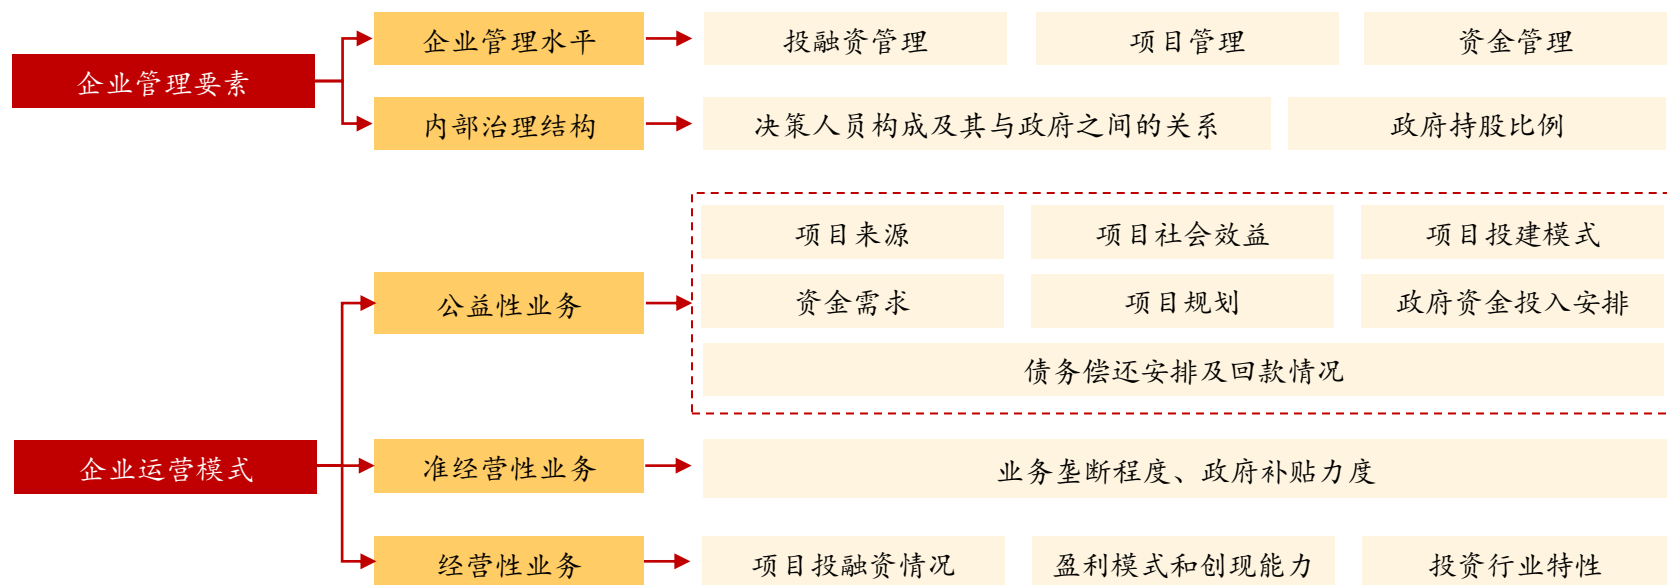 企业管理要素
企业管理水平
投融资管理
项目管理
资金管理
内部治理结构
决策人员构成及其与政府之间的关系
政府持股比例
企业运营模式
公益性业务
项目来源
项目社会效益
项目投建模式
资金需求
项目规划
政府资金投入安排
债务偿还安排及回款情况
准经营性业务
业务垄断程度、政府补贴力度
经营性业务
项目投融资情况
盈利模式和创现能力
投资行业特性